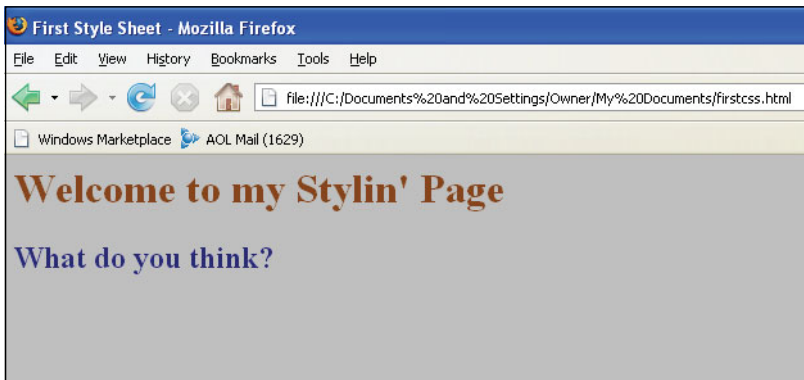 First Style Sheet - Mozilla Firefox
File Edit View History Bookmarks Tools Help
file:///C:/Documents%20and%20Settings/Owner/My%20Documents/firstcss.html
Windows Marketplace AOL Mail (1629)
Welcome to my Stylin' Page
What do you think?